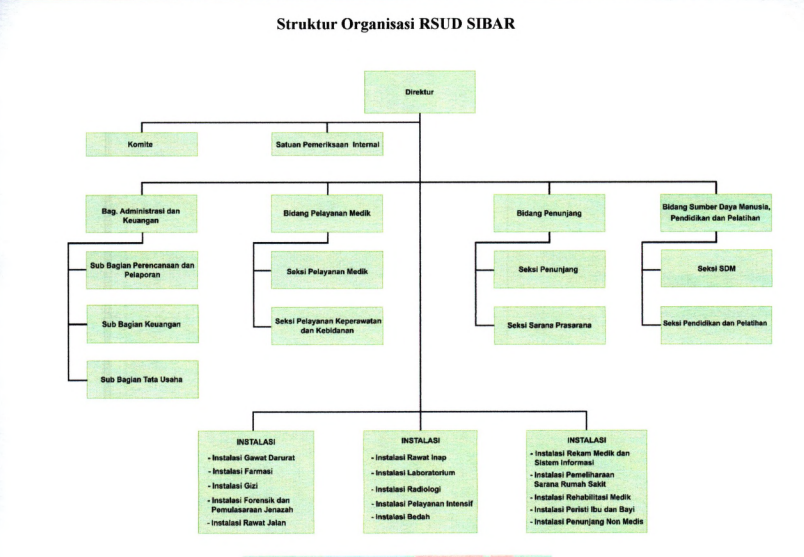 Struktur Organisasi RSUD SIBAR
Direktur
Komite
Satuan Pemeriksaan Internal
Bag. Administrasi dan
Keuangan
Bidang Pelayanan Medik
Bidang Penunjang
Bidang Sumber Daya Manusia,
Pendidikan dan Pelatihan
Sub Bagian Perencanaan dan
Pelaporan
Seksi Pelayanan Medik
Seksi Penunjang
Seksi SDM
Sub Bagian Keuangan
Seksi Pelayanan Keperawatan
dan Kebidanan
Seksi Sarana Prasarana
Seksi Pendidikan dan Pelatihan
Sub Bagian Tata Usaha
INSTALASI
- Instalasi Gawat Darurat
- Instalasi Farmasi
- Instalasi Gizi
- Instalasi Forensik dan
Pemulasaraan Jenazah
- Instalasi Rawat Jalan
INSTALASI
- Instalasi Rawat Inap
- Instalasi Laboratorium
- Instalasi Radiologi
- Instalasi Pelayanan Intensif
- Instalasi Bedah
INSTALASI
- Instalasi Rekam Medik dan
Sistem Informasi
- Instalasi Pemeliharaan
Sarana Rumah Sakit
- Instalasi Rehabilitasi Medik
- Instalasi Peristi Ibu dan Bayi
- Instalasi Penunjang Non Medis